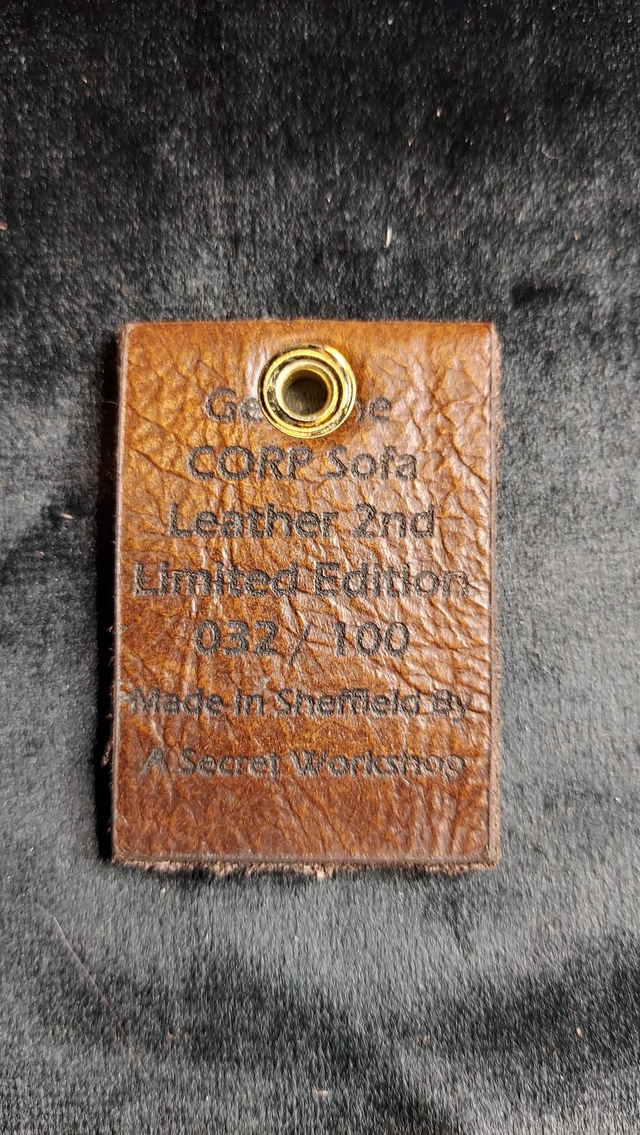 CORP Sofa
Leather 2nd
Limited Edition
032 / 100
Made In Sheffield By
A Secret Workshop